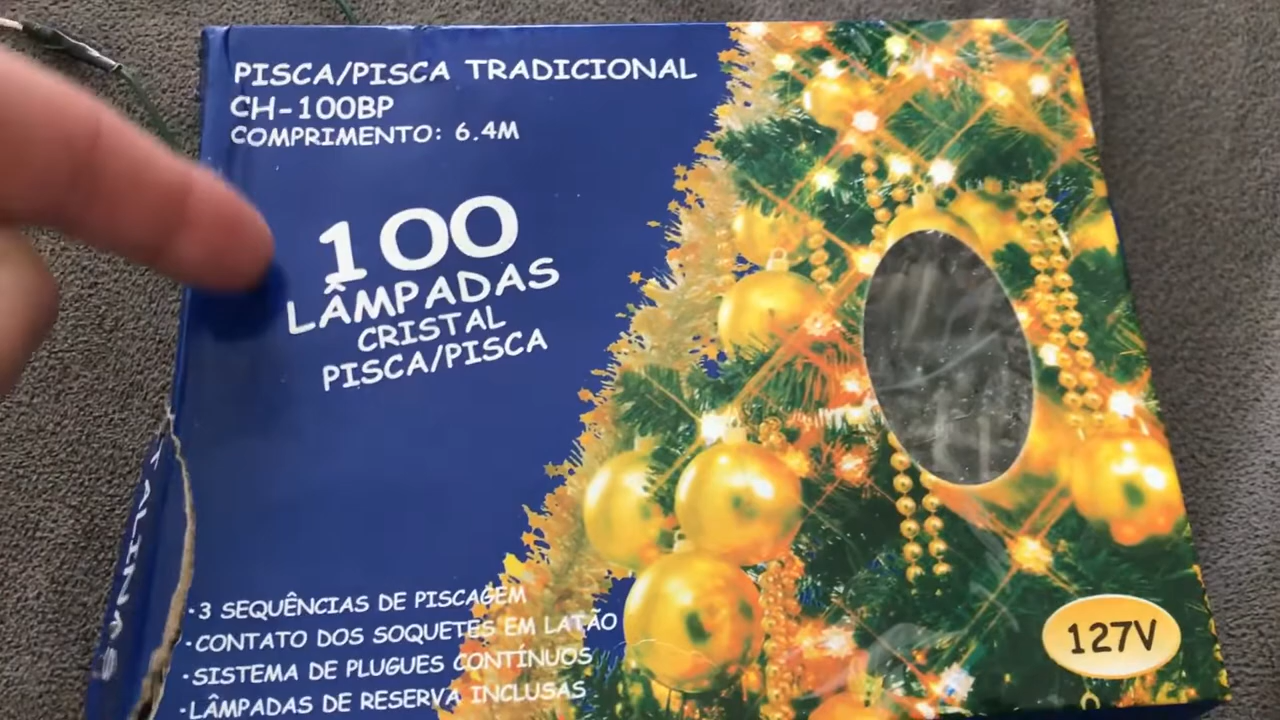 PISCA/PISCA TRADICIONAL
CH-100BP
COMPRIMENTO: 6.4M
100
LÂMPADAS
CRISTAL
PISCA/PISCA
·3 SEQUÊNCIAS DE PISCAGEM
·CONTATO DOS SOQUETES EM LATÃO
·SISTEMA DE PLUGUES CONTÍNUOS
·LÂMPADAS DE RESERVA INCLUSAS
127V